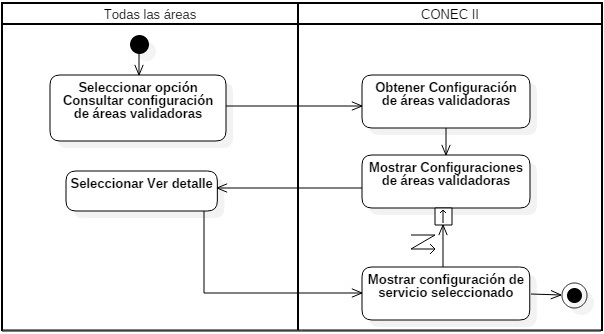 Todas las áreas
CONEC II
Seleccionar opción
Consultar configuración
de áreas validadoras
Obtener Configuración
de áreas validadoras
Mostrar Configuraciones
de áreas validadoras
Seleccionar Ver detalle
Mostrar configuración de
servicio seleccionado